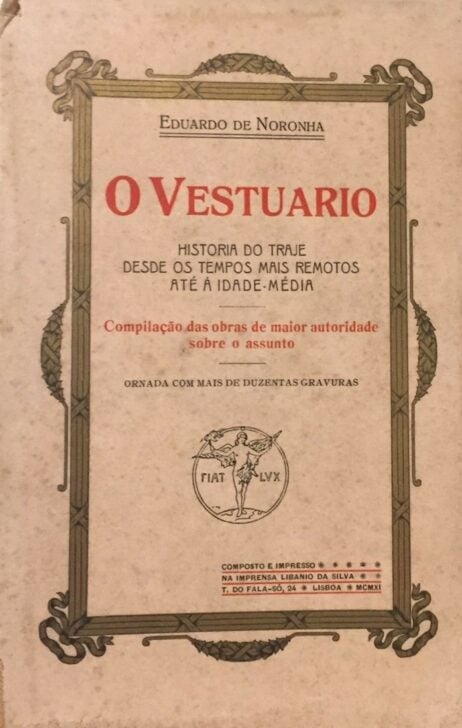 EDUARDO DE NORONHA
O VESTUARIO
HISTORIA DO TRAJE
DESDE OS TEMPOS MAIS REMOTOS
ATÉ Á IDADE-MÉDIA
Compilação das obras de maior autoridade
sobre o assunto
ORNADA COM MAIS DE DUZENTAS GRAVURAS
FIAT LVX
COMPOSTO E IMPRESSO
NA IMPRENSA LIBANIO DA SILVA
T. DO FALA-SÓ, 24 * LISBOA * MCMXI